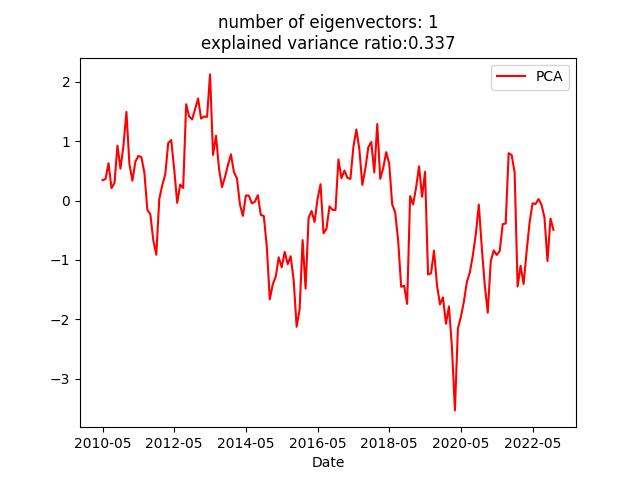 number of eigenvectors: 1
explained variance ratio:0.337
PCA
2
1
0
−1
−2
−3
2010-05 2012-05 2014-05 2016-05 2018-05 2020-05 2022-05
Date